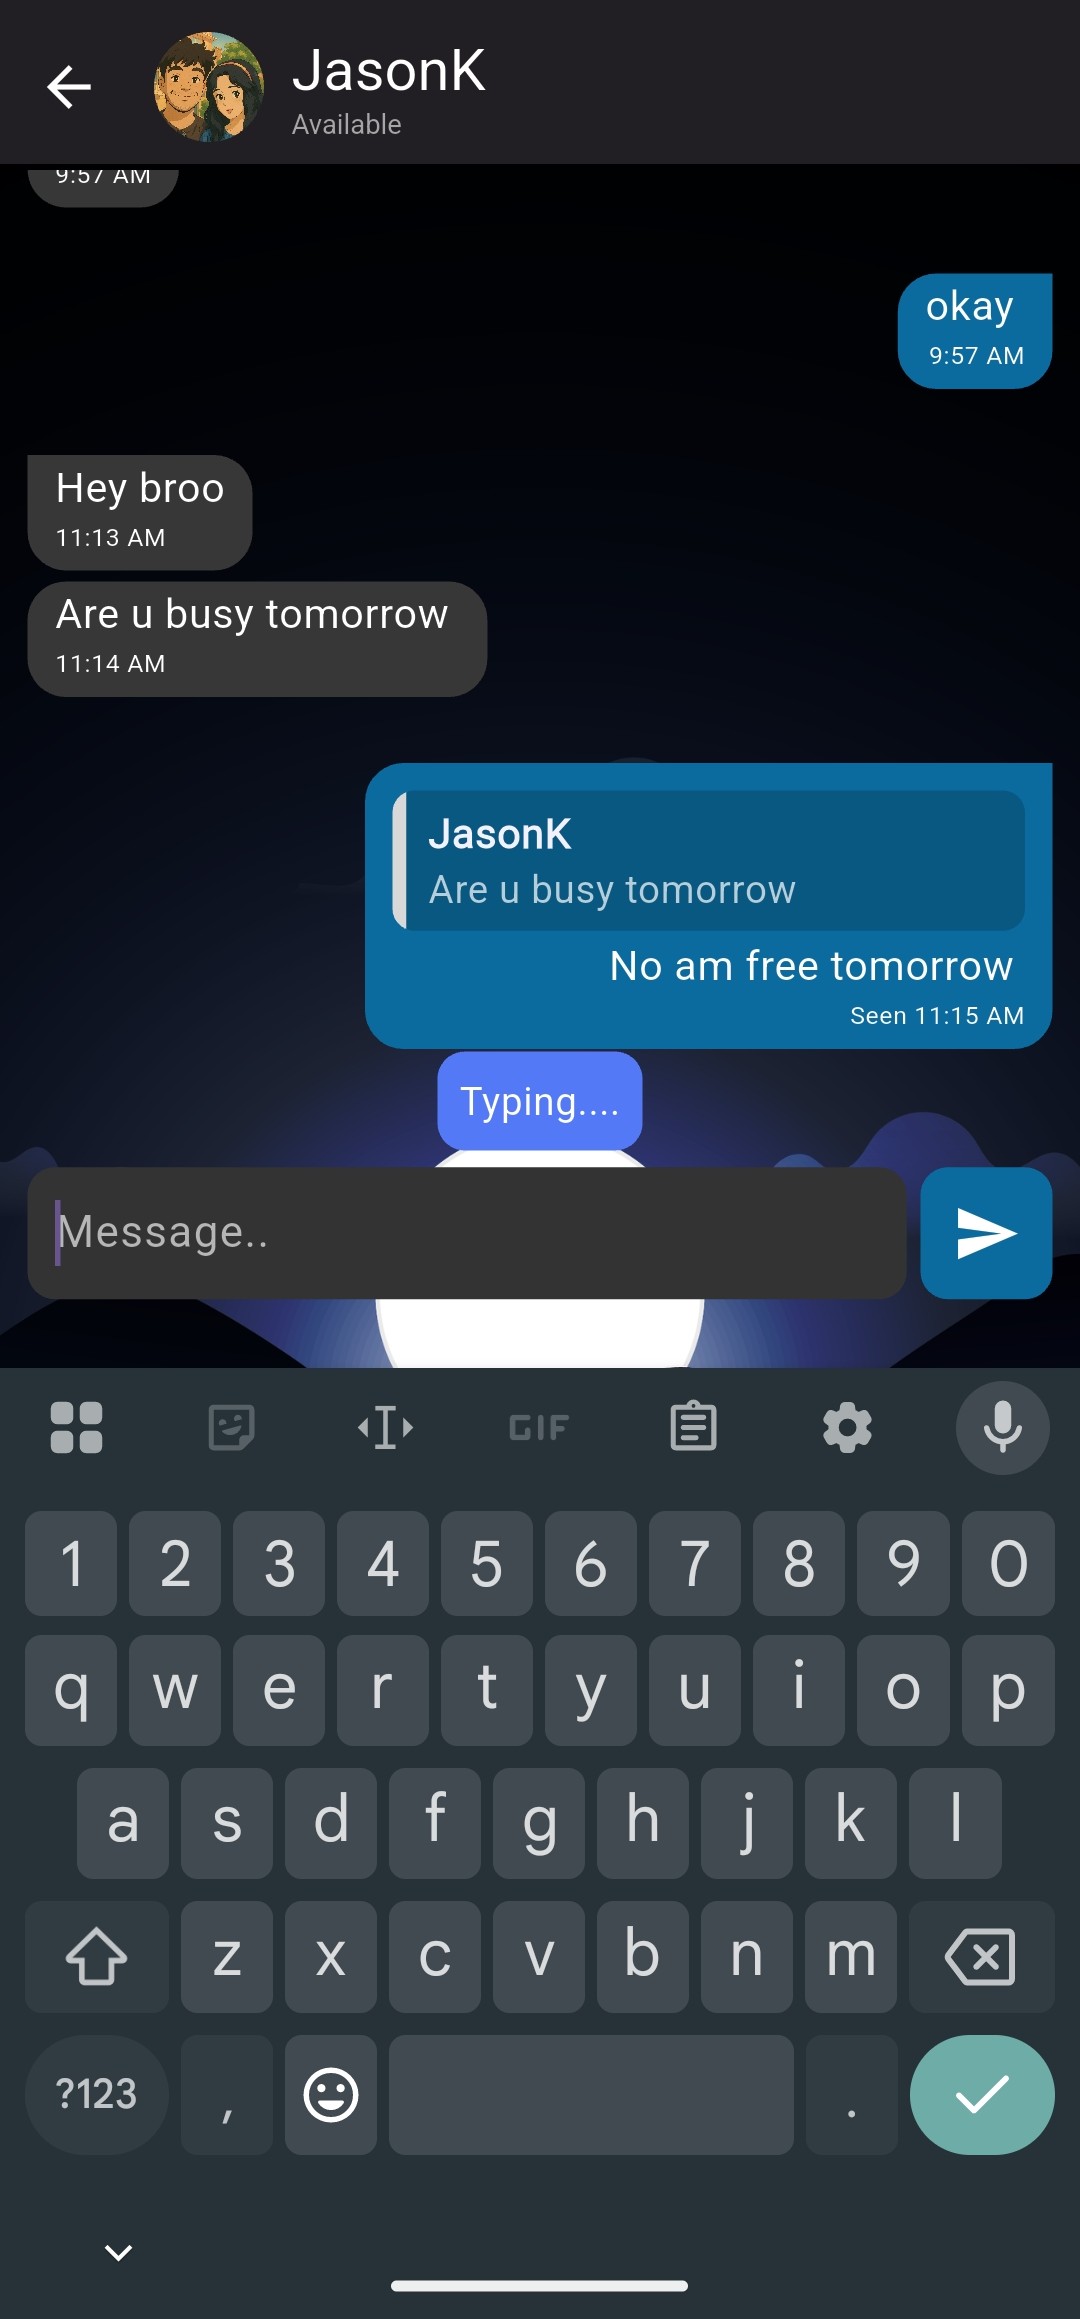 JasonK
Available
9:57 AM
okay
9:57 AM
Hey broo
11:13 AM
Are u busy tomorrow
11:14 AM
JasonK
Are u busy tomorrow
No am free tomorrow
Seen 11:15 AM
Typing....
Message..
GIF
1 2 3 4 5 6 7 8 9 0
q w e r t y u i o p
a s d f g h j k l
z x c v b n m
?123 , .